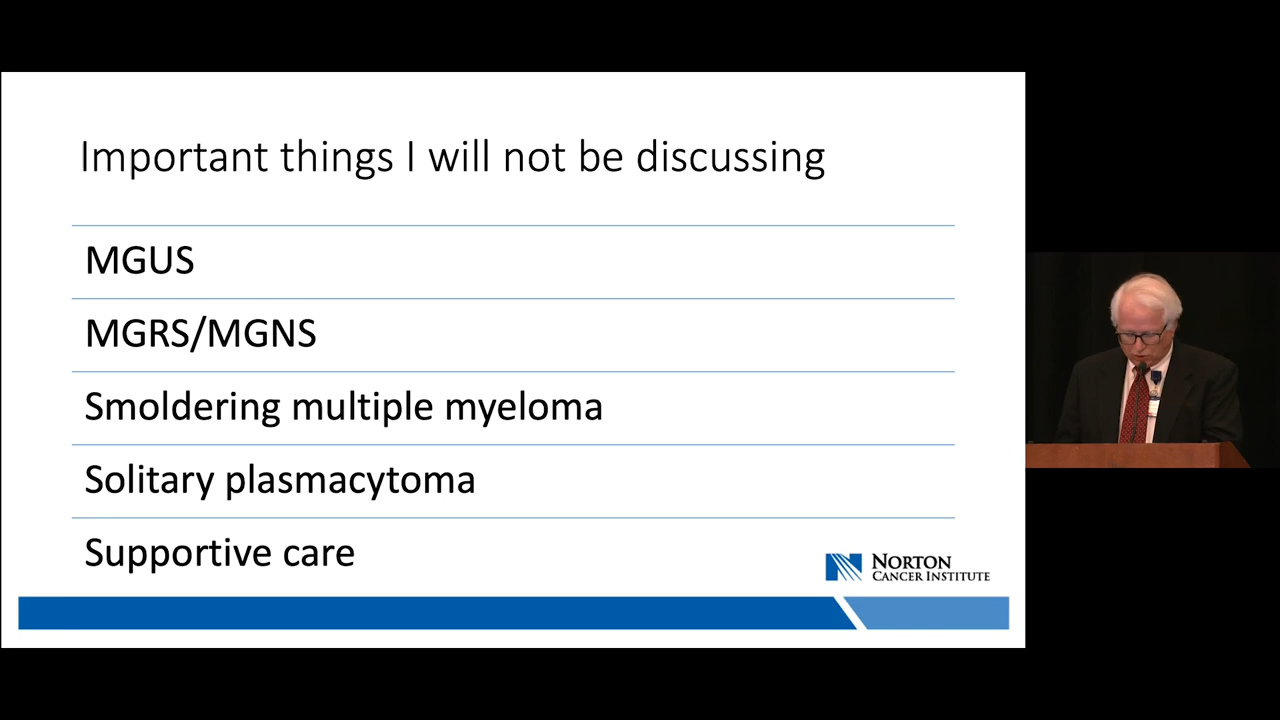 Important things I will not be discussing
MGUS
MGRS/MGNS
Smoldering multiple myeloma
Solitary plasmacytoma
Supportive care
NORTON
CANCER INSTITUTE